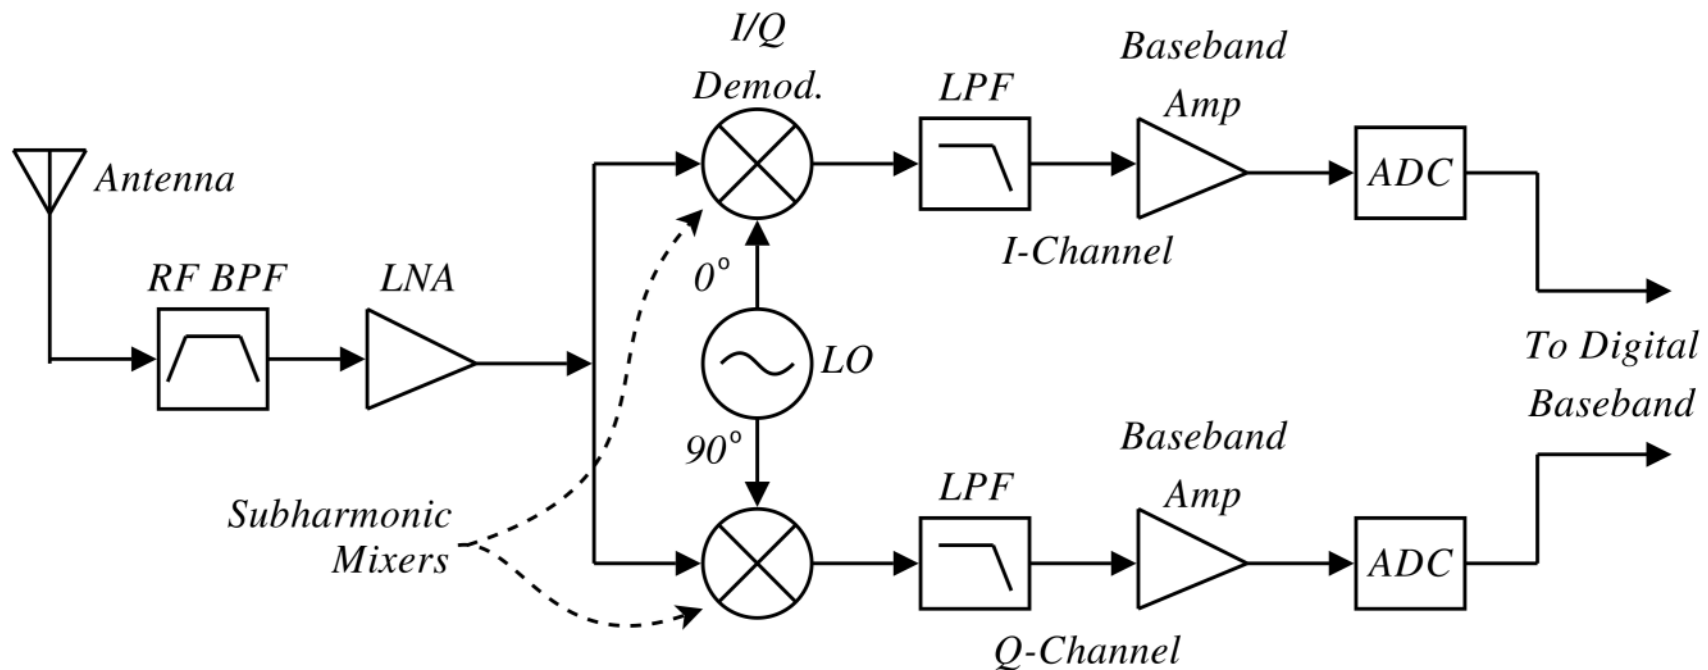 I/Q
Demod.
Baseband
Amp
LPF
ADC
Antenna
I-Channel
RF BPF
LNA
0°
LO
To Digital
Baseband
90°
Subharmonic
Mixers
Baseband
Amp
LPF
ADC
Q-Channel